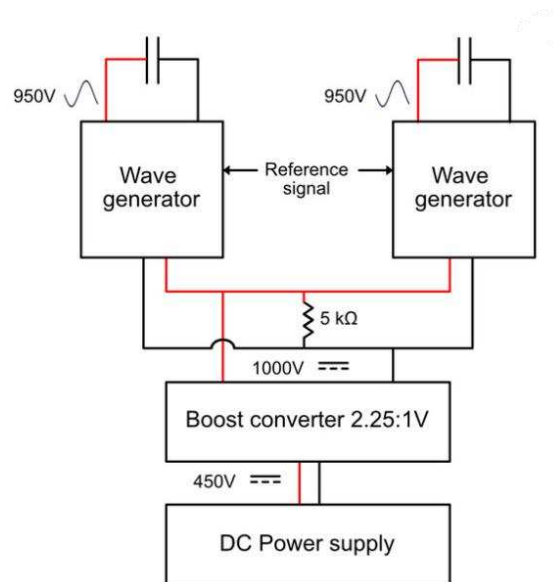 950V
950V
Wave
generator
Reference
signal
Wave
generator
5 kΩ
1000V
Boost converter 2.25:1V
450V
DC Power supply